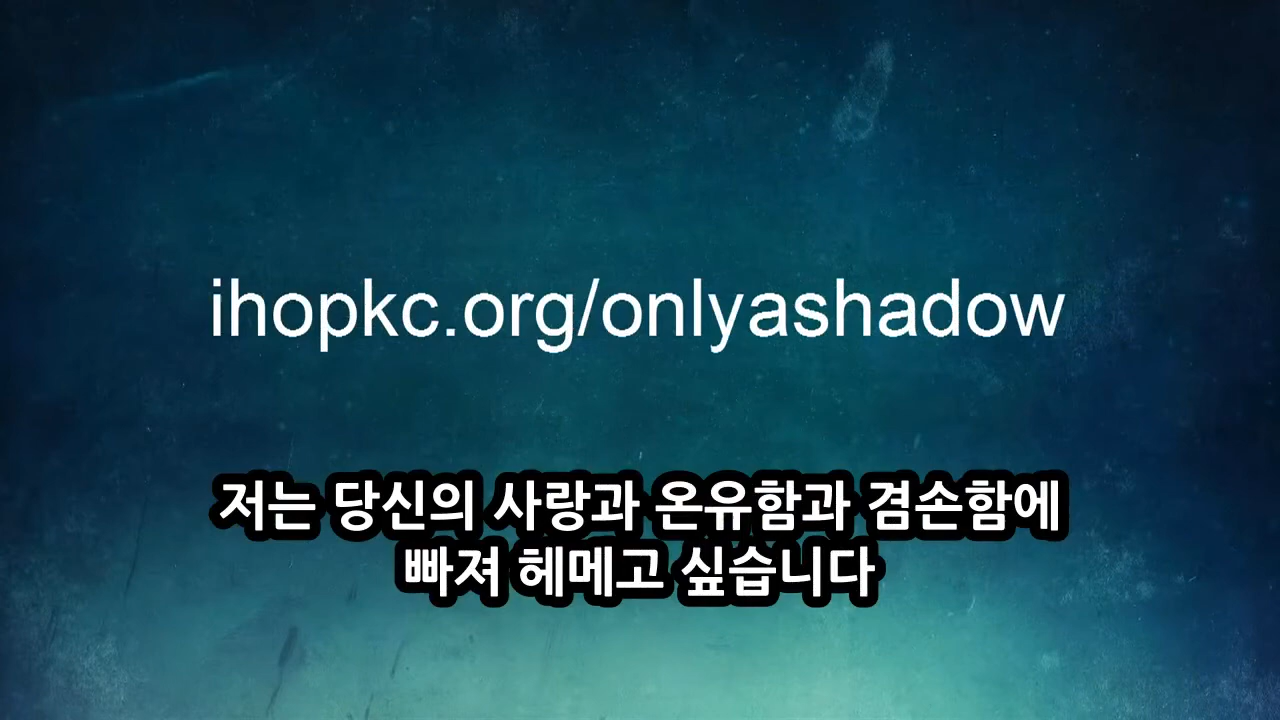 ihopkc.org/onlyashadow
저는 당신의 사랑과 온유함과 겸손함에
빠져 헤메고 싶습니다